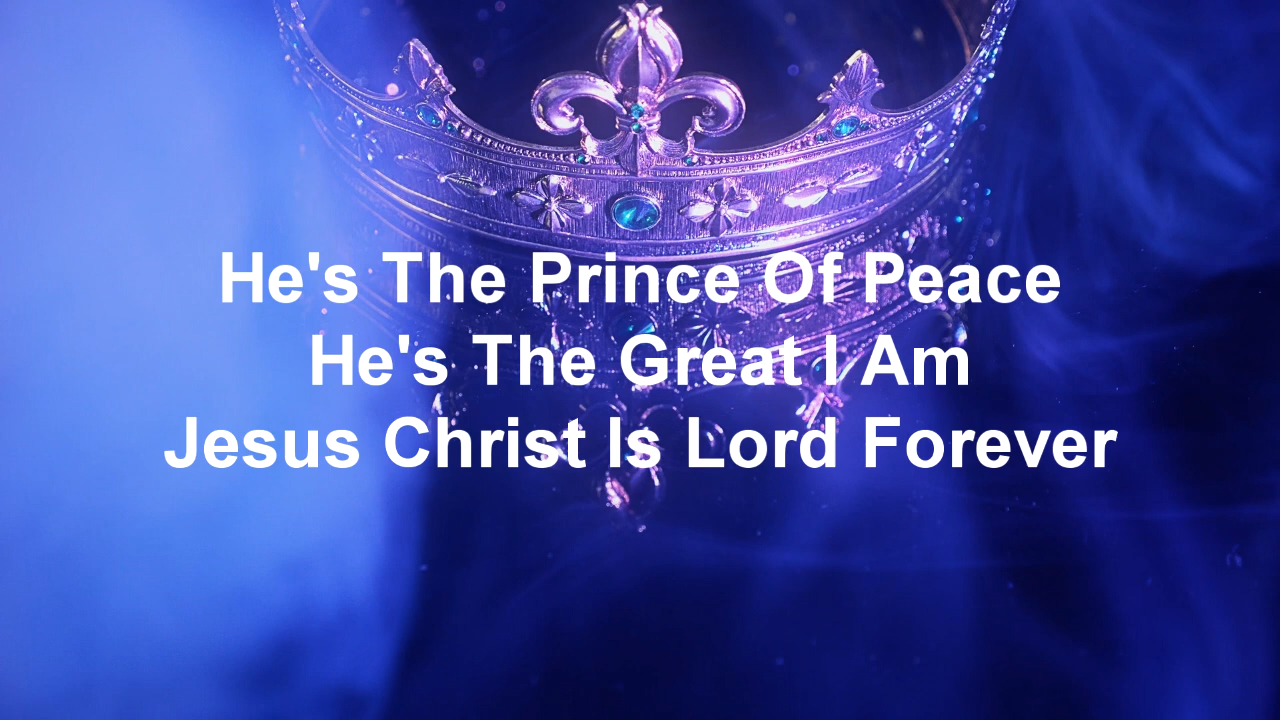 He's The Prince Of Peace
He's The Great I Am
Jesus Christ Is Lord Forever